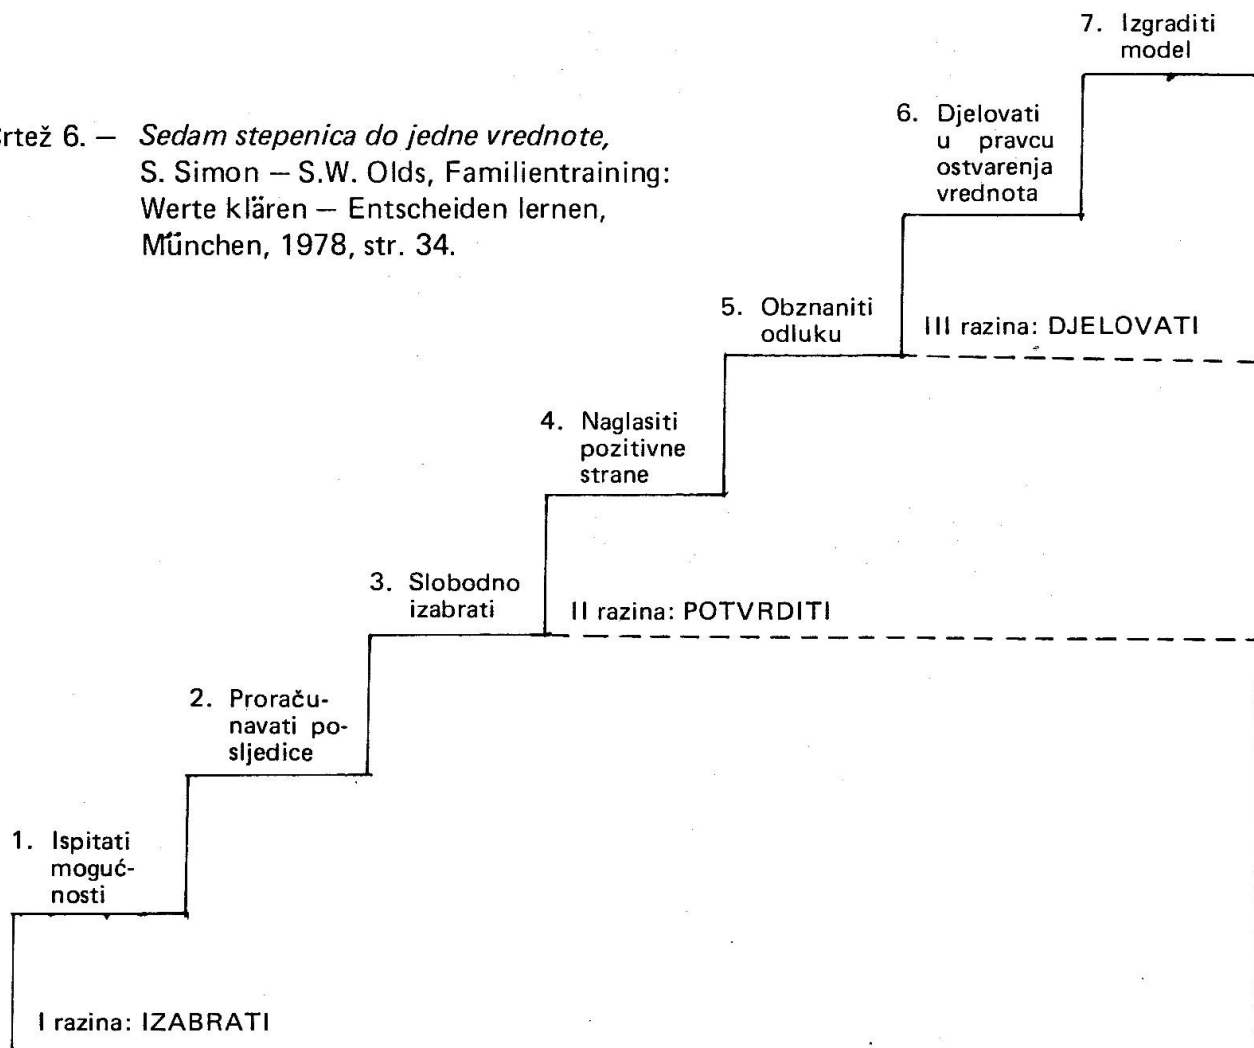 7. Izgraditi
model
6. Djelovati
u pravcu
ostvarenja
vrednota
rtež 6. — Sedam stepenica do jedne vrednote,
S. Simon — S.W. Olds, Familientraining:
Werte klären — Entscheiden lernen,
München, 1978, str. 34.
5. Obznaniti
odluku
III razina: DJELOVATI
4. Naglasiti
pozitivne
strane
3. Slobodno
izabrati
II razina: POTVRDITI
2. Proraču-
navati po-
sljedice
1. Ispitati
moguć-
nosti
I razina: IZABRATI